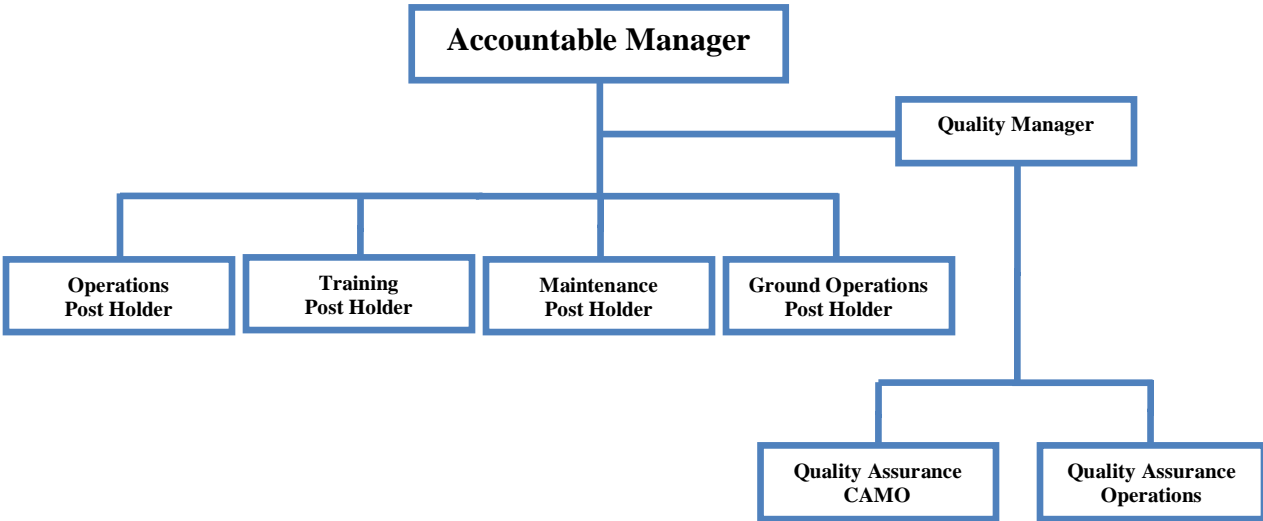 Accountable Manager
Quality Manager
Operations
Post Holder
Training
Post Holder
Maintenance
Post Holder
Ground Operations
Post Holder
Quality Assurance
CAMO
Quality Assurance
Operations